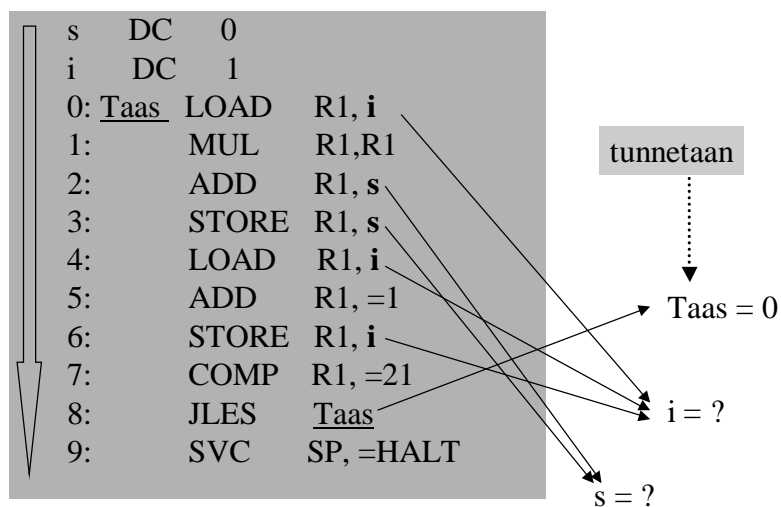 s DC 0
i DC 1
0: Taas LOAD R1, i
1: MUL R1,R1
2: ADD R1, s
3: STORE R1, s
4: LOAD R1, i
5: ADD R1, =1
6: STORE R1, i
7: COMP R1, =21
8: JLES Taas
9: SVC SP, =HALT
tunnetaan
Taas = 0
i = ?
s = ?